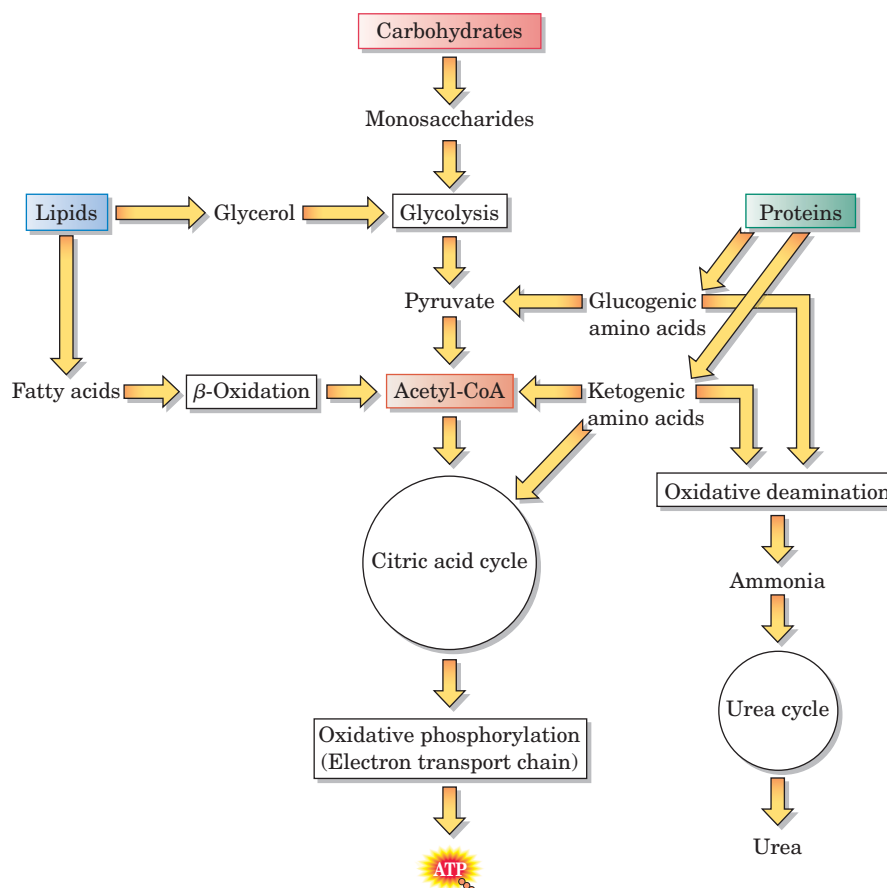 Carbohydrates
Monosaccharides
Lipids
Glycerol
Glycolysis
Proteins
Pyruvate
Glucogenic
amino acids
Fatty acids
β-Oxidation
Acetyl-CoA
Ketogenic
amino acids
Oxidative deamination
Citric acid cycle
Ammonia
Urea cycle
Oxidative phosphorylation
(Electron transport chain)
Urea
ATP